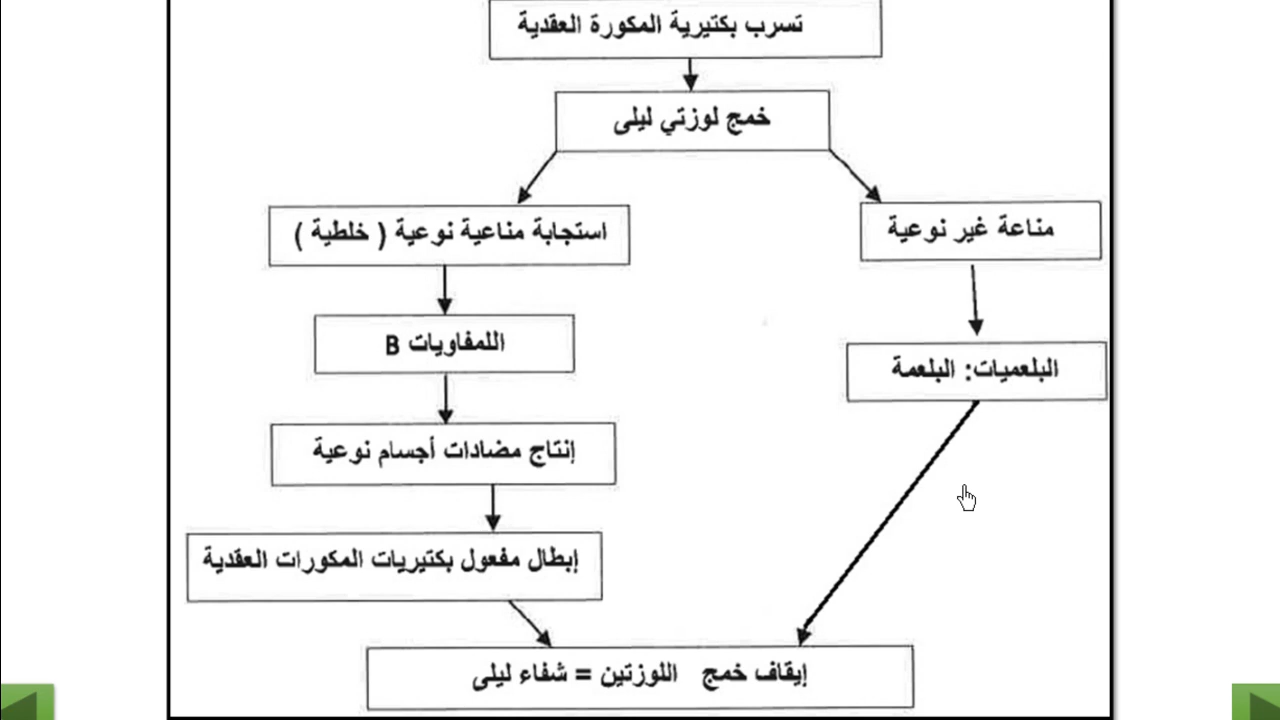 تسرب بكتيرية المكورة العقدية
خمج لوزتي ليلى
مناعة غير نوعية
استجابة مناعية نوعية ( خلطية )
اللمفاويات B
البلعميات: البلعمة
إنتاج مضادات أجسام نوعية
إبطال مفعول بكتيريات المكورات العقدية
إيقاف خمج اللوزتين = شفاء ليلى